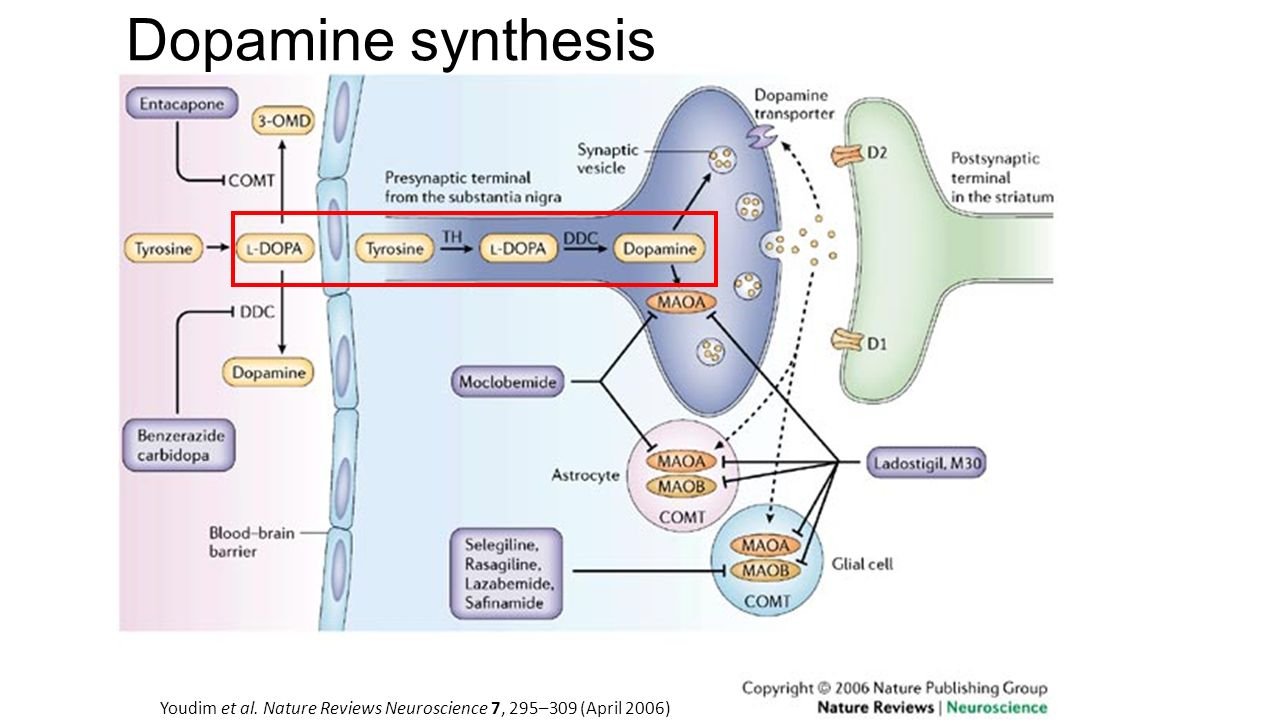 Dopamine synthesis
Entacapone
3-OMD
COMT
Tyrosine
L-DOPA
DDC
Dopamine
Benzerazide
carbidopa
Blood–brain
barrier
Presynaptic terminal
from the substantia nigra
Tyrosine
TH
L-DOPA
DDC
Dopamine
Synaptic
vesicle
Dopamine
transporter
D2
Postsynaptic
terminal
in the striatum
D1
MAOA
Moclobemide
Astrocyte
MAOA
MAOB
COMT
Ladostigil, M30
Selegiline,
Rasagiline,
Lazabemide,
Safinamide
MAOA
MAOB
COMT
Glial cell
Copyright © 2006 Nature Publishing Group
Nature Reviews | Neuroscience
Youdim et al. Nature Reviews Neuroscience 7, 295–309 (April 2006)